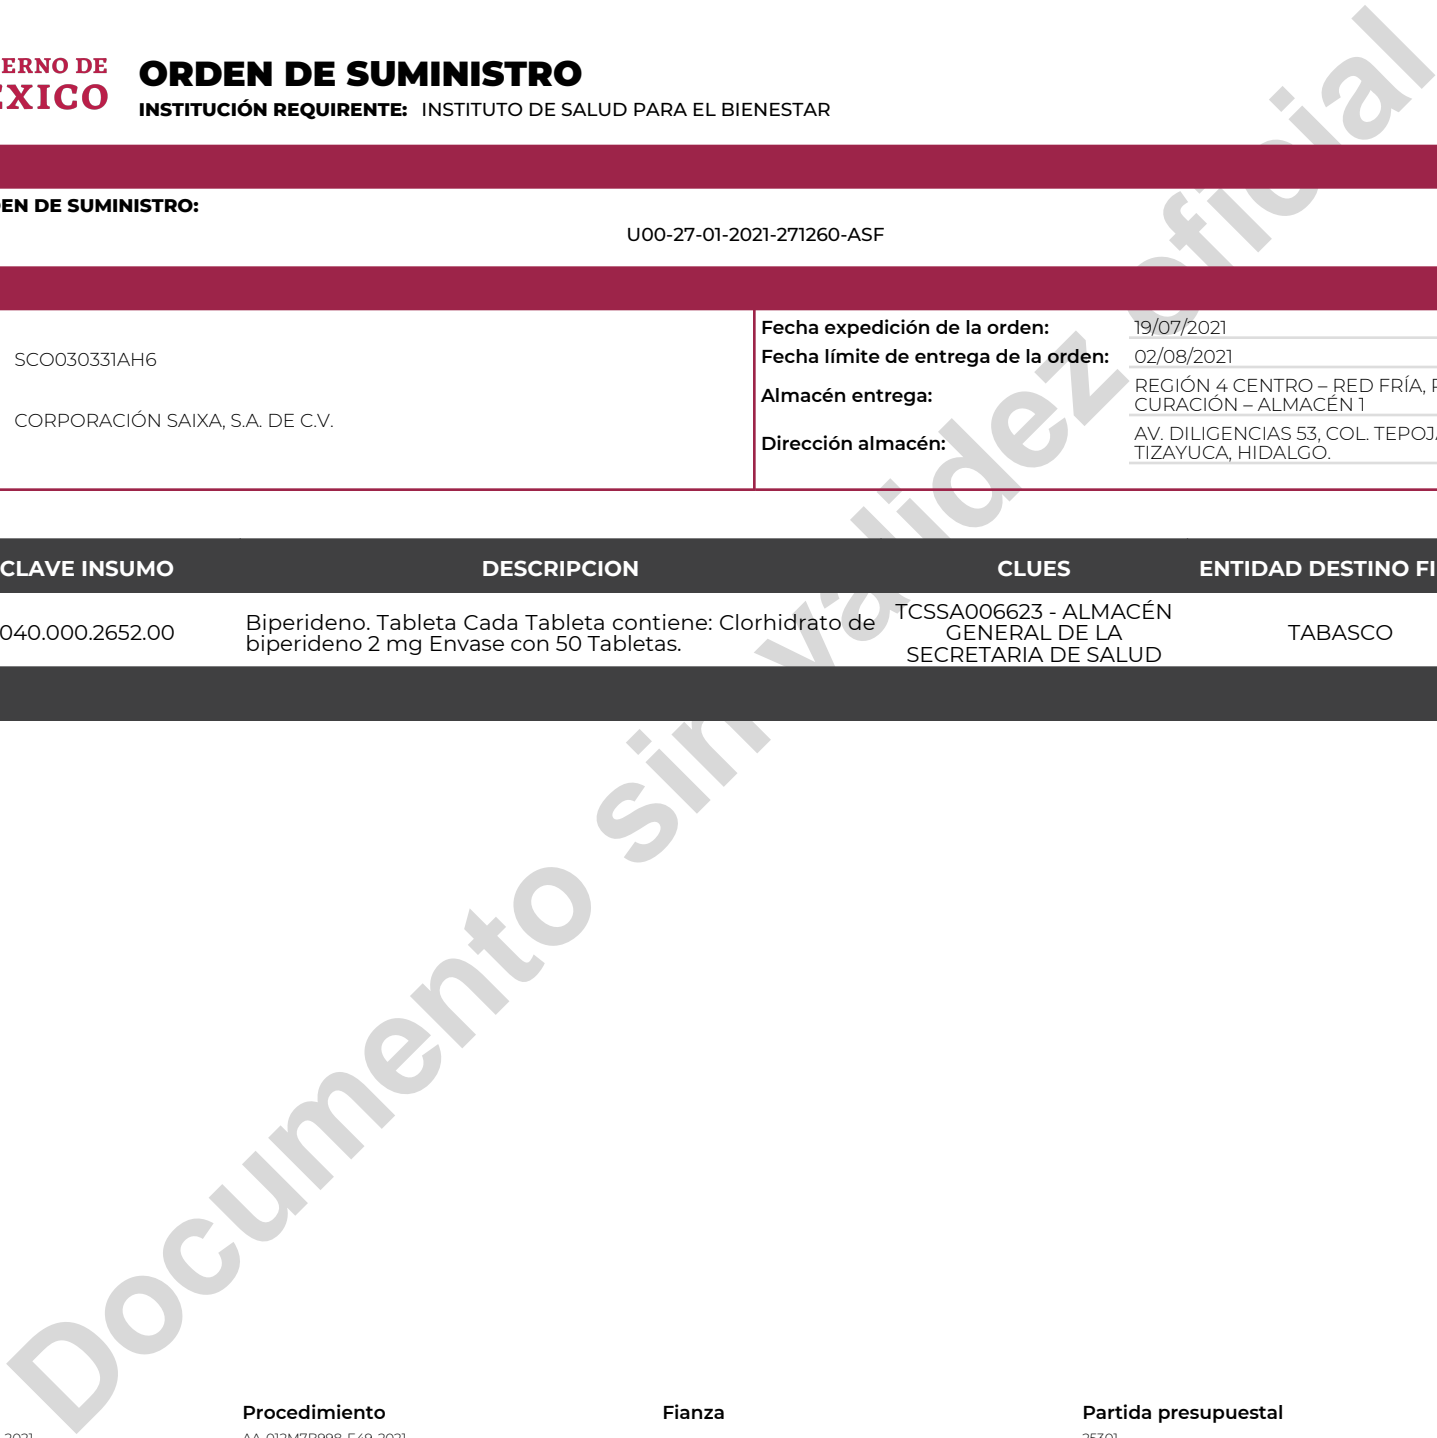 ERNO DE
ORDEN DE SUMINISTRO
INSTITUCIÓN REQUIRENTE: INSTITUTO DE SALUD PARA EL BIENESTAR
EN DE SUMINISTRO:
U00-27-01-2021-271260-ASF
SCO030331AH6
CORPORACIÓN SAIXA, S.A. DE C.V.
Fecha expedición de la orden: 19/07/2021
Fecha límite de entrega de la orden: 02/08/2021
Almacén entrega: REGIÓN 4 CENTRO – RED FRÍA,
CURACIÓN – ALMACÉN 1
Dirección almacén: AV. DILIGENCIAS 53, COL. TEPOJA
TIZAYUCA, HIDALGO.
CLAVE INSUMO DESCRIPCION CLUES ENTIDAD DESTINO FI
040.000.2652.00
Biperideno. Tableta Cada Tableta contiene: Clorhidrato de
biperideno 2 mg Envase con 50 Tabletas.
TCSSA006623 - ALMACÉN
GENERAL DE LA
SECRETARIA DE SALUD
TABASCO
Documento sin validez oficial
Procedimiento Fianza Partida presupuestal